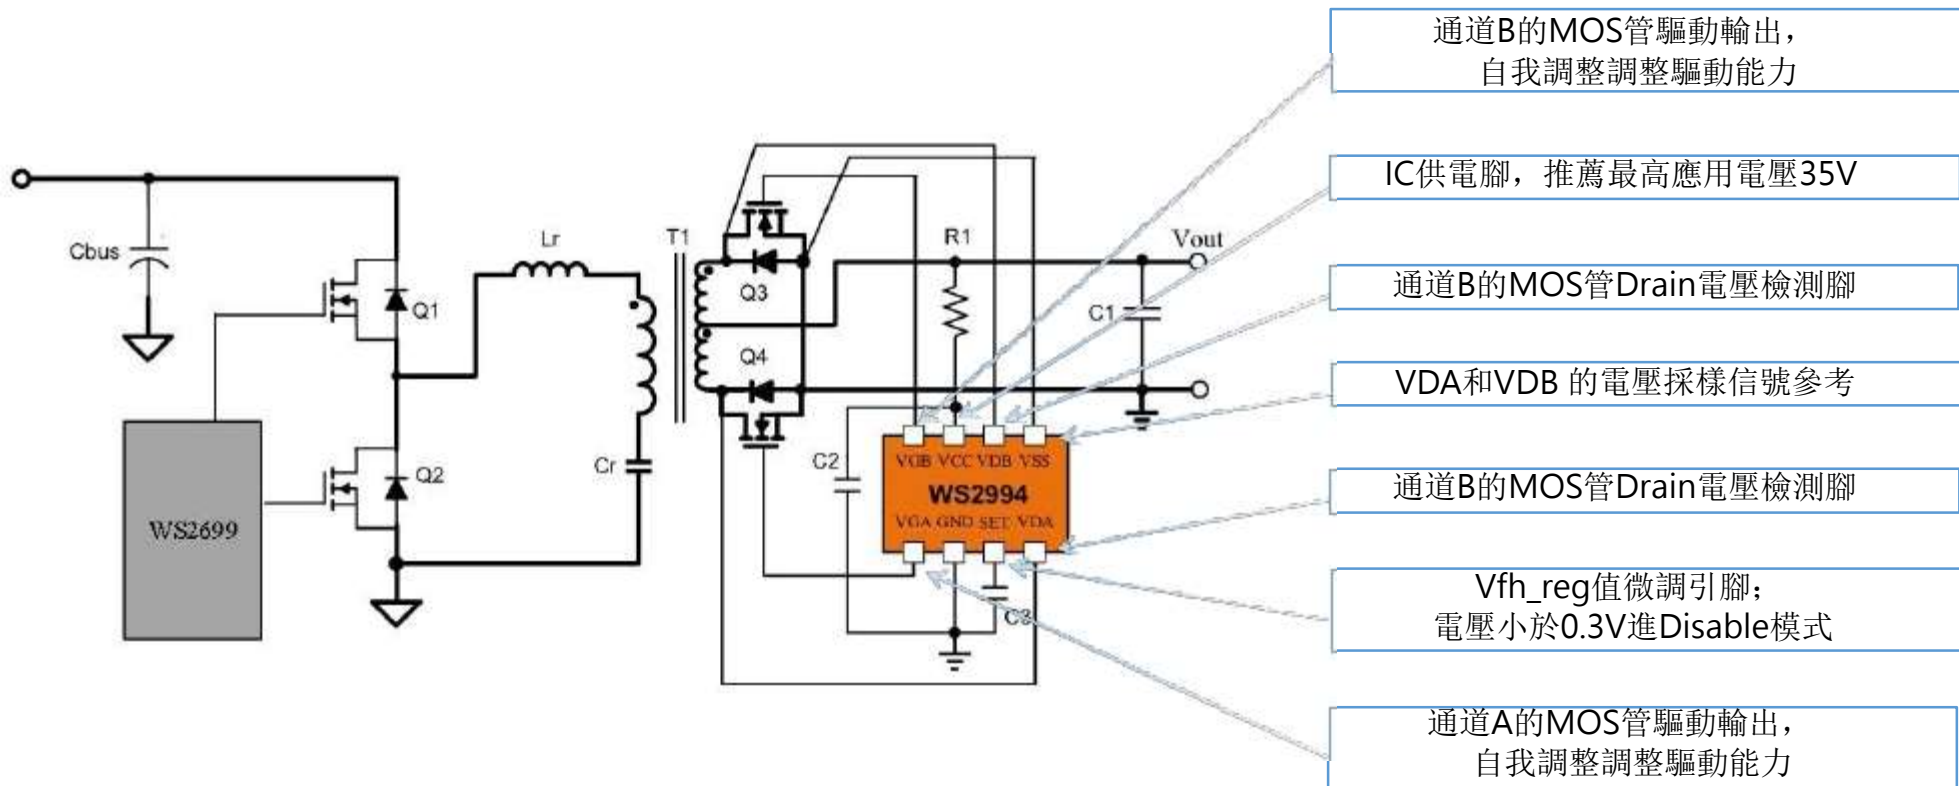 通道B的MOS管驅動輸出，
自我調整調整驅動能力
IC供電腳，推薦最高應用電壓35V
通道B的MOS管Drain電壓檢測腳
VDA和VDB 的電壓採樣信號參考
通道B的MOS管Drain電壓檢測腳
Vfh_reg值微調引腳；
電壓小於0.3V進Disable模式
通道A的MOS管驅動輸出，
自我調整調整驅動能力
Cbus
Q1
Q2
WS2699
Lr
Cr
T1
Q3
Q4
R1
Vout
C1
C2
VGB VCC VDB VSS
WS2994
VGA GND SET VDA
C3